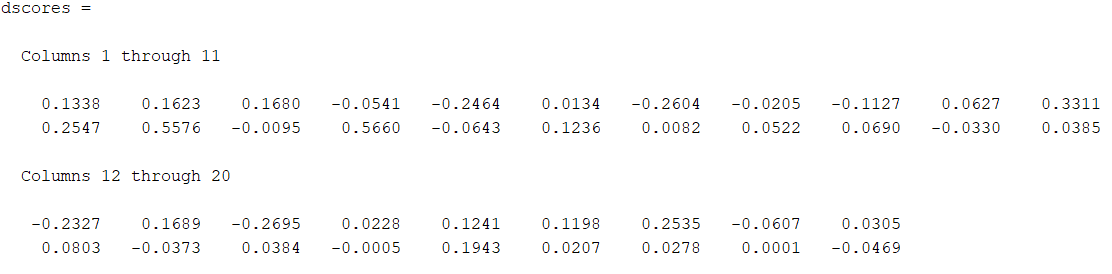 dscores =
Columns 1 through 11
0.1338 0.1623 0.1680 -0.0541 -0.2464 0.0134 -0.2604 -0.0205 -0.1127 0.0627 0.3311
0.2547 0.5576 -0.0095 0.5660 -0.0643 0.1236 0.0082 0.0522 0.0690 -0.0330 0.0385
Columns 12 through 20
-0.2327 0.1689 -0.2695 0.0228 0.1241 0.1198 0.2535 -0.0607 0.0305
0.0803 -0.0373 0.0384 -0.0005 0.1943 0.0207 0.0278 0.0001 -0.0469